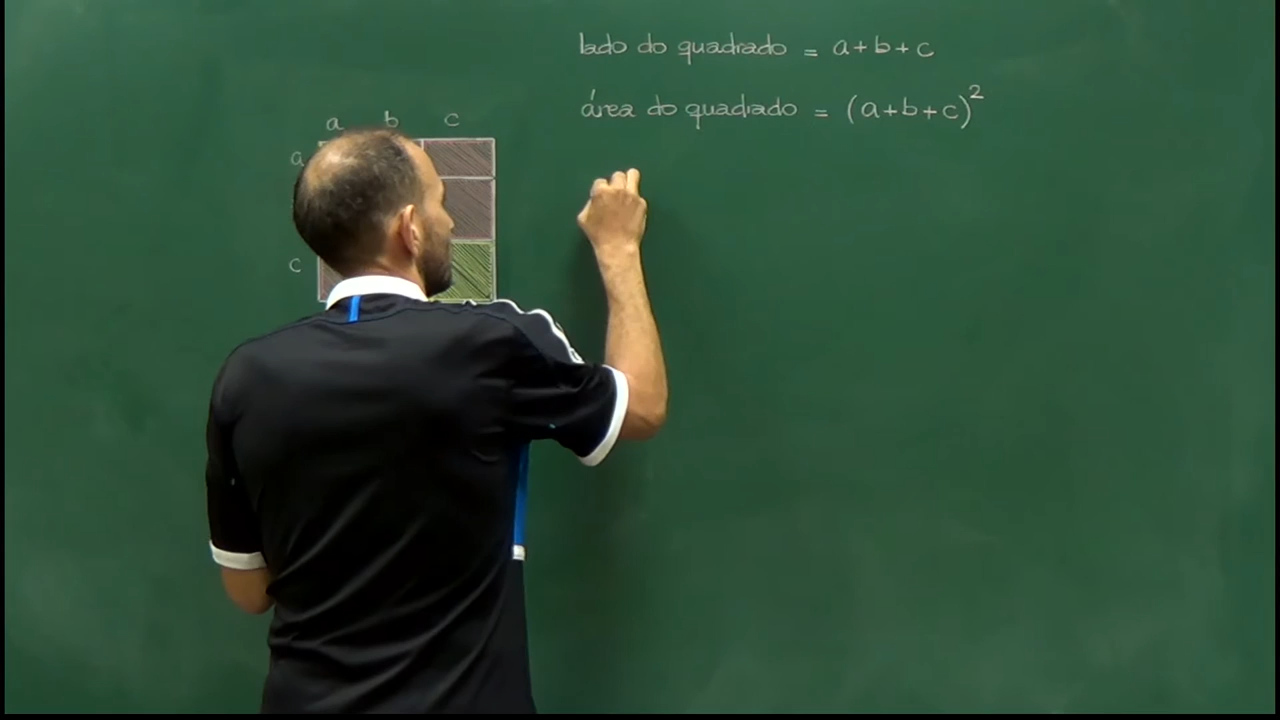 lado do quadrado = a+b+c
área do quadrado = (a+b+c)²
a b c
a
c